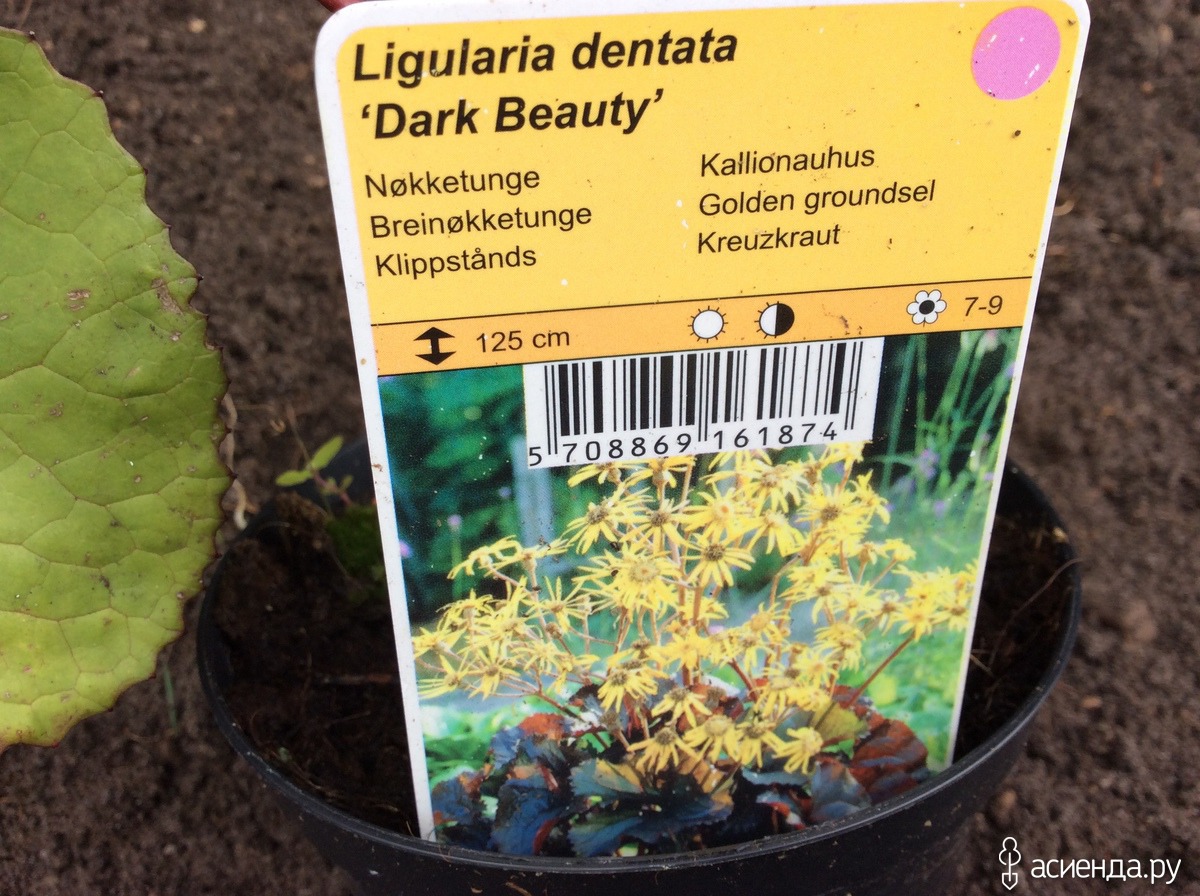 Ligularia dentata
‘Dark Beauty’
Nøkketunge
Breinøkketunge
Klippstånds
Kallionauhus
Golden groundsel
Kreuzkraut
125 cm
7-9
5 708869 161874
асиенда.ру